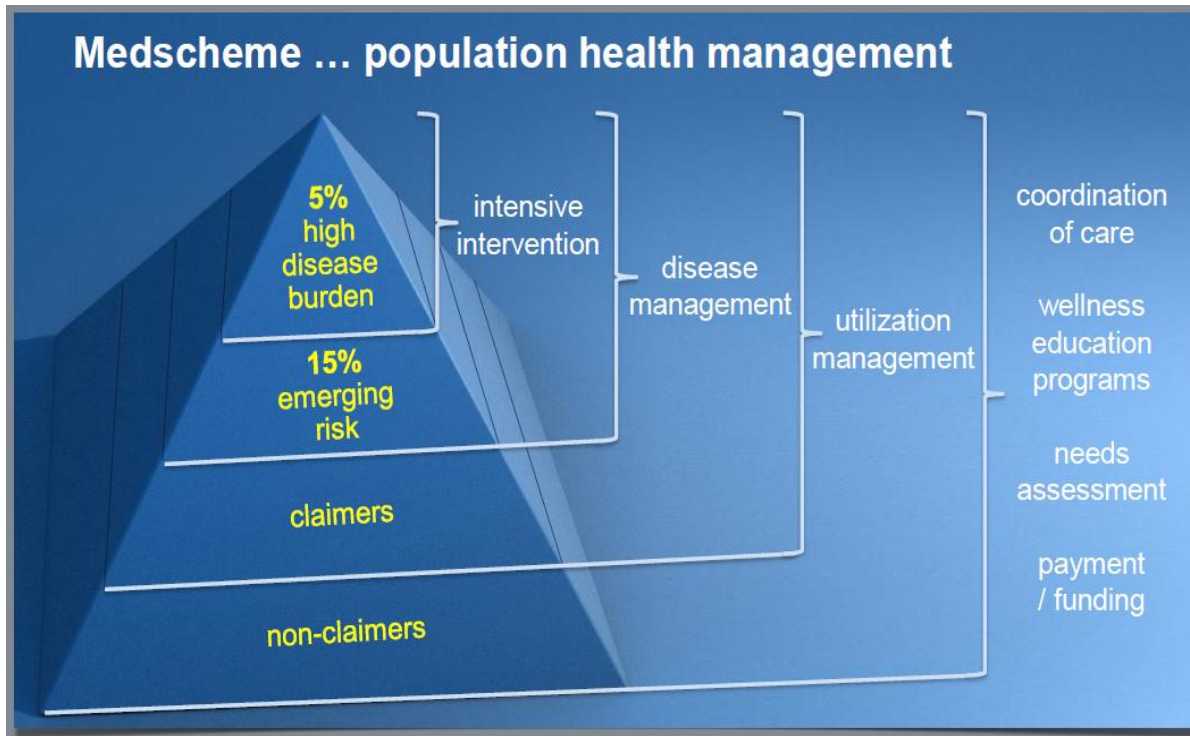 Medscheme … population health management
5%
high
disease
burden
15%
emerging
risk
claimers
non-claimers
intensive
intervention
disease
management
utilization
management
coordination
of care
wellness
education
programs
needs
assessment
payment
/ funding